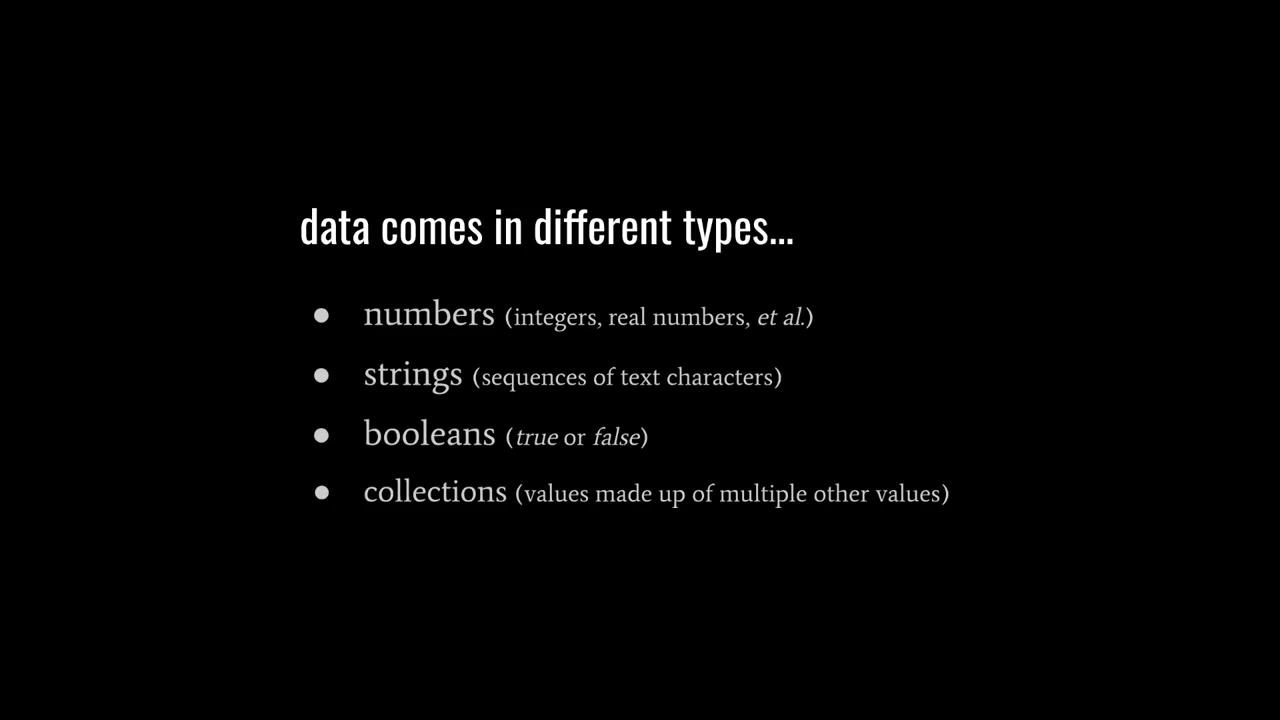 data comes in different types...
● numbers (integers, real numbers, et al.)
● strings (sequences of text characters)
● booleans (true or false)
● collections (values made up of multiple other values)